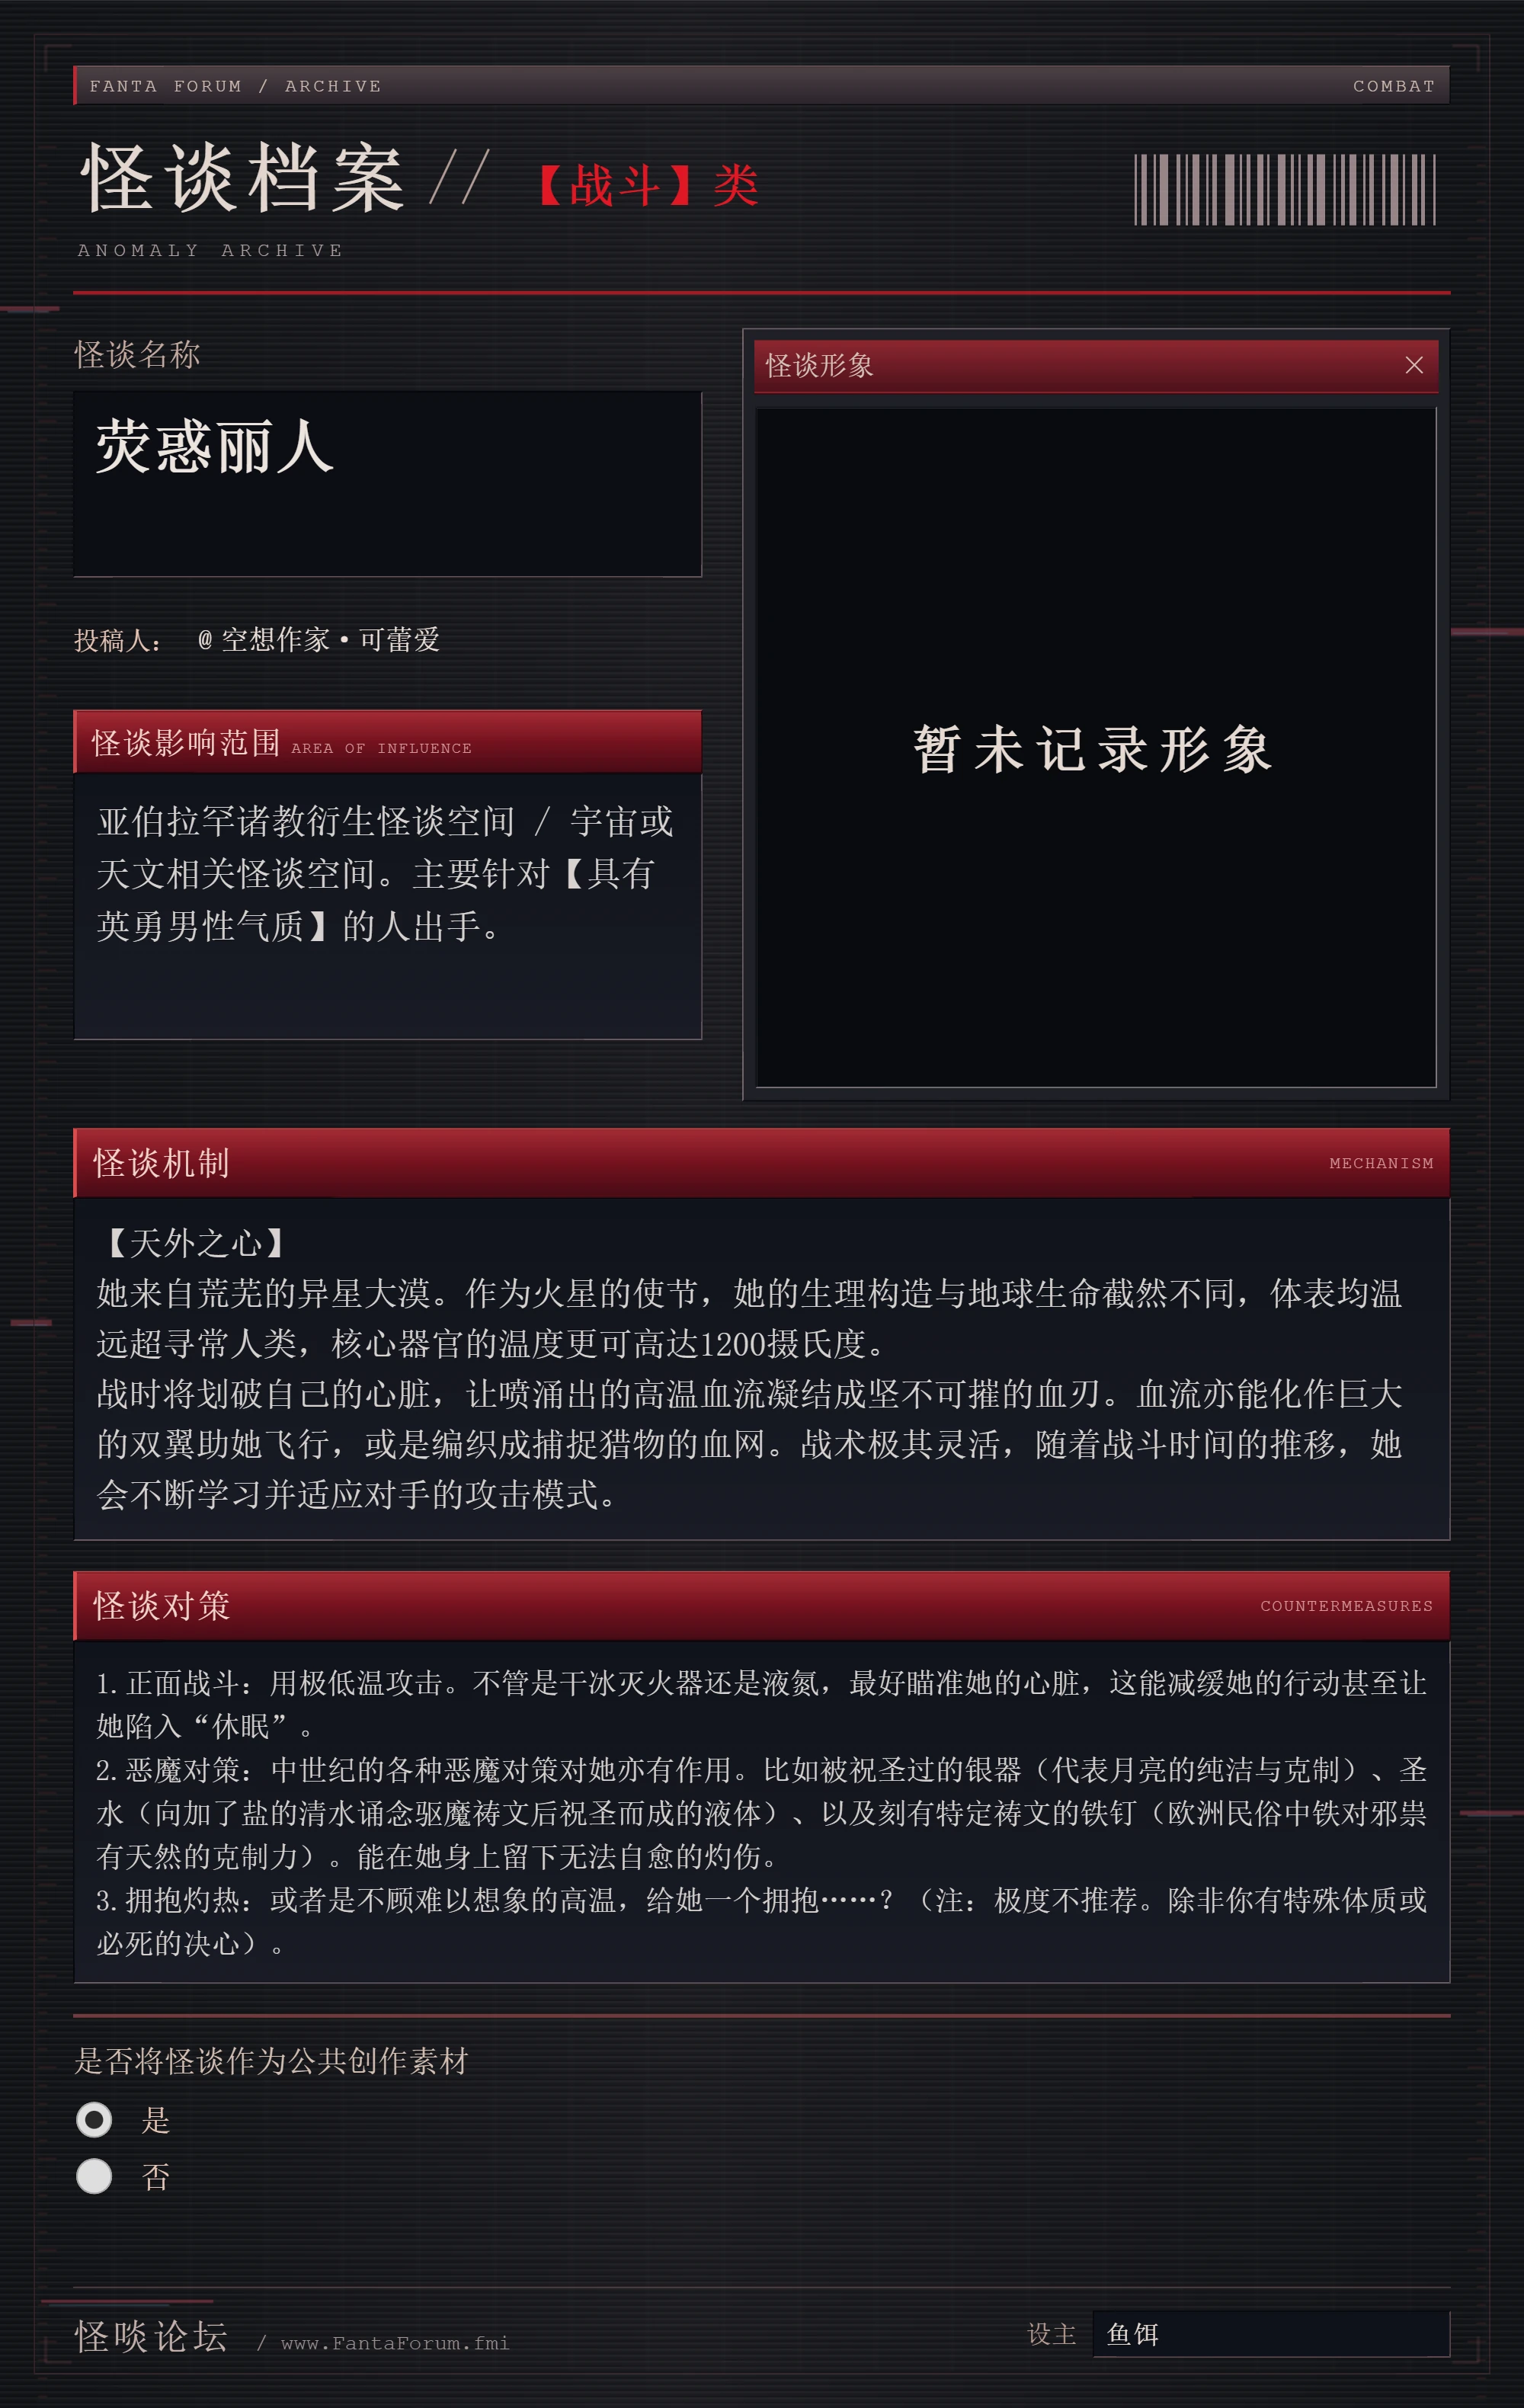 FANTA FORUM / ARCHIVE
COMBAT
怪谈档案 // 【战斗】类
ANOMALY ARCHIVE
怪谈名称
荧惑丽人
投稿人： @ 空想作家•可蕾爱
怪谈影响范围 AREA OF INFLUENCE
亚伯拉罕诸教衍生怪谈空间 / 宇宙或
天文相关怪谈空间。主要针对【具有
英勇男性气质】的人出手。
怪谈形象
暂未记录形象
怪谈机制
MECHANISM
【天外之心】
她来自荒芜的异星大漠。作为火星的使节，她的生理构造与地球生命截然不同，体表均温
远超寻常人类，核心器官的温度更可高达1200摄氏度。
战时将划破自己的心脏，让喷涌出的高温血流凝结成坚不可摧的血刃。血流亦能化作巨大
的双翼助她飞行，或是编织成捕捉猎物的血网。战术极其灵活，随着战斗时间的推移，她
会不断学习并适应对手的攻击模式。
怪谈对策
COUNTERMEASURES
1.正面战斗：用极低温攻击。不管是干冰灭火器还是液氮，最好瞄准她的心脏，这能减缓她的行动甚至让
她陷入“休眠”。
2.恶魔对策：中世纪的各种恶魔对策对她亦有作用。比如被祝圣过的银器（代表月亮的纯洁与克制）、圣
水（向加了盐的清水诵念驱魔祷文后祝圣而成的液体）、以及刻有特定祷文的铁钉（欧洲民俗中铁对邪祟
有天然的克制力）。能在她身上留下无法自愈的灼伤。
3.拥抱灼热：或者是不顾难以想象的高温，给她一个拥抱……？（注：极度不推荐。除非你有特殊体质或
必死的决心）。
是否将怪谈作为公共创作素材
是
否
怪啖论坛 / www.FantaForum.fmi
设主 鱼饵